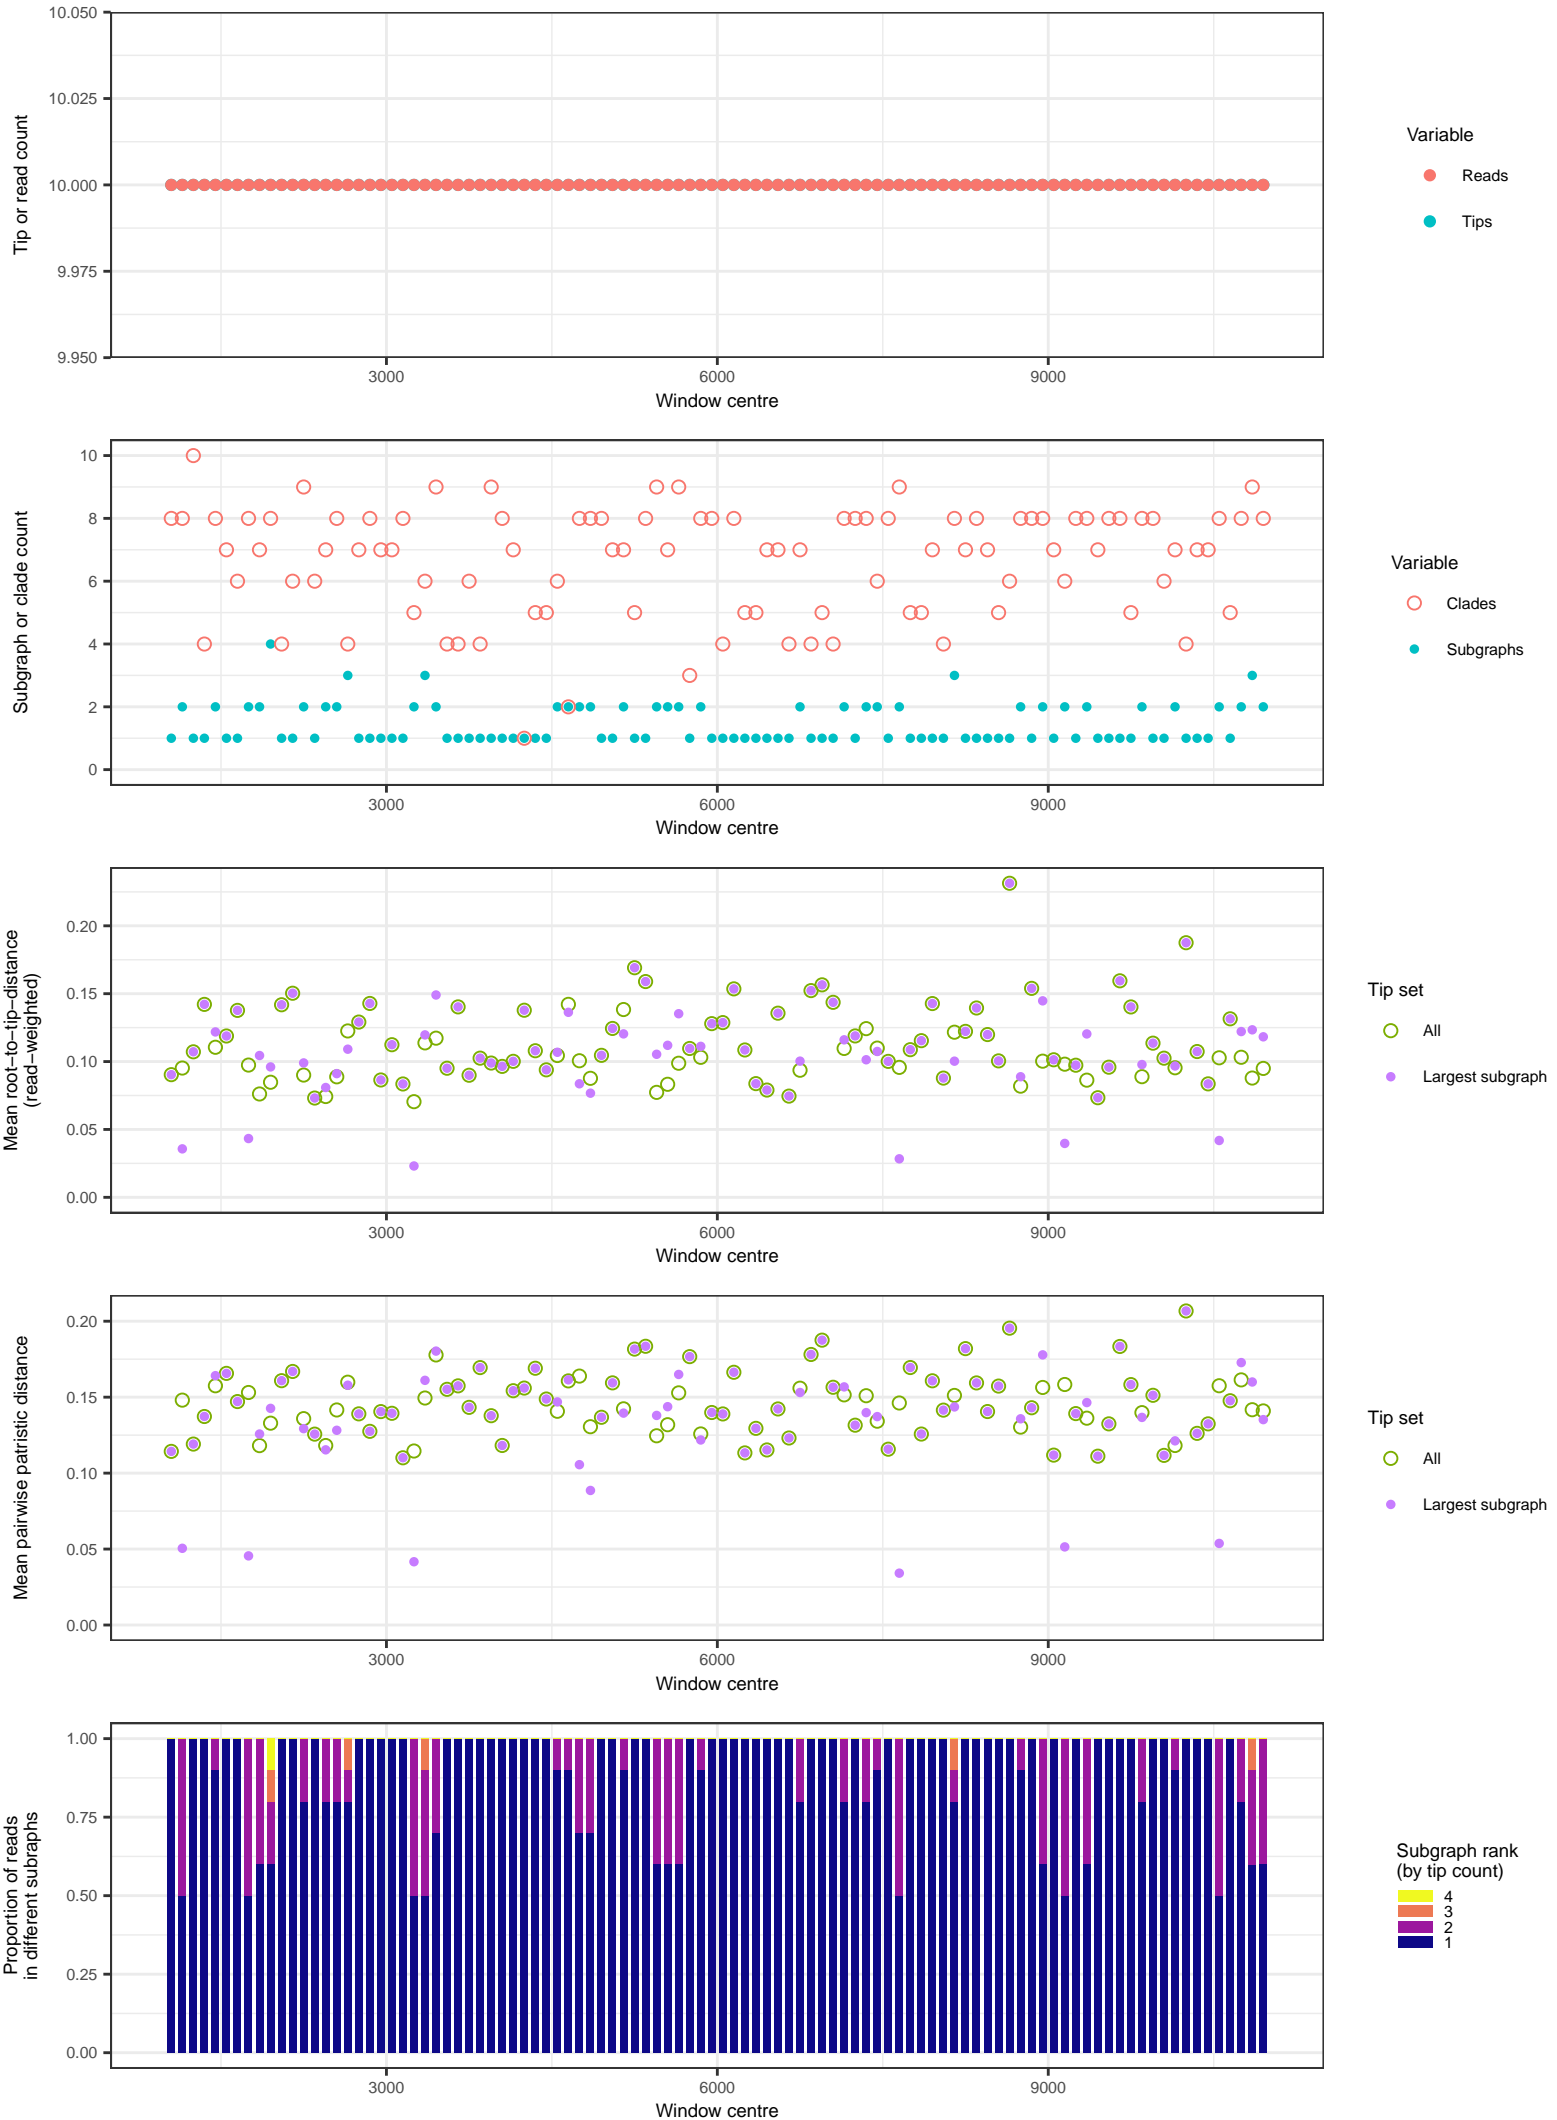 10.050
10.025
10.000
9.975
9.950
Tip or read count
3000
6000
9000
Window centre
Variable
Reads
Tips
10
8
6
4
2
0
Subgraph or clade count
3000
6000
9000
Window centre
Variable
Clades
Subgraphs
0.20
0.15
0.10
0.05
0.00
Mean root−to−tip−distance
(read−weighted)
3000
6000
9000
Window centre
Tip set
All
Largest subgraph
0.20
0.15
0.10
0.05
0.00
Mean pairwise patristic distance
3000
6000
9000
Window centre
Tip set
All
Largest subgraph
1.00
0.75
0.50
0.25
0.00
Proportion of reads
in different subraphs
3000
6000
9000
Window centre
Subgraph rank
(by tip count)
4
3
2
1